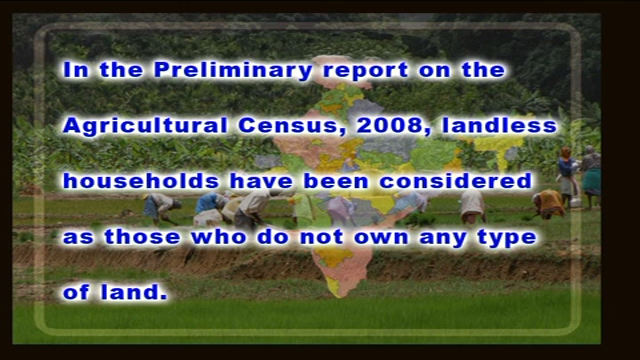 In the Preliminary report on the
Agricultural Census, 2008, landless
households have been considered
as those who do not own any type
of land.